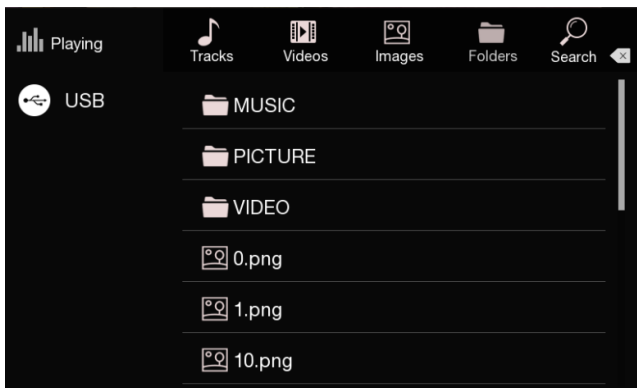 Playing
Tracks
Videos
Images
Folders
Search
USB
MUSIC
PICTURE
VIDEO
0.png
1.png
10.png